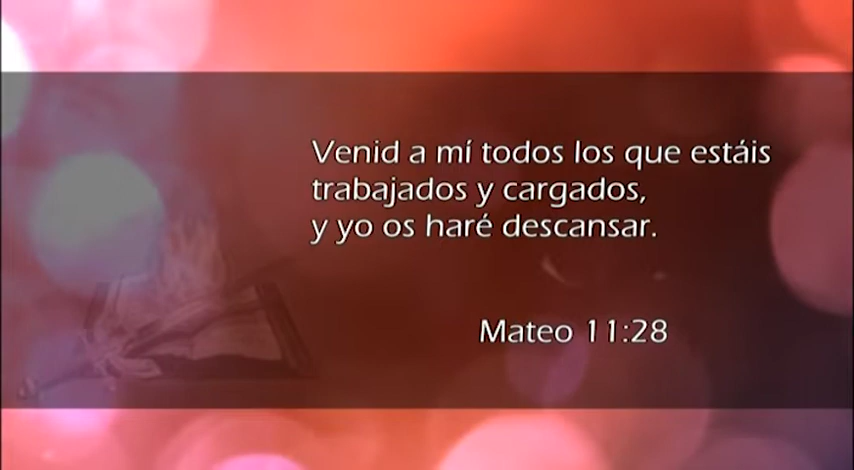 Venid a mí todos los que estáis
trabajados y cargados,
y yo os haré descansar.
Mateo 11:28